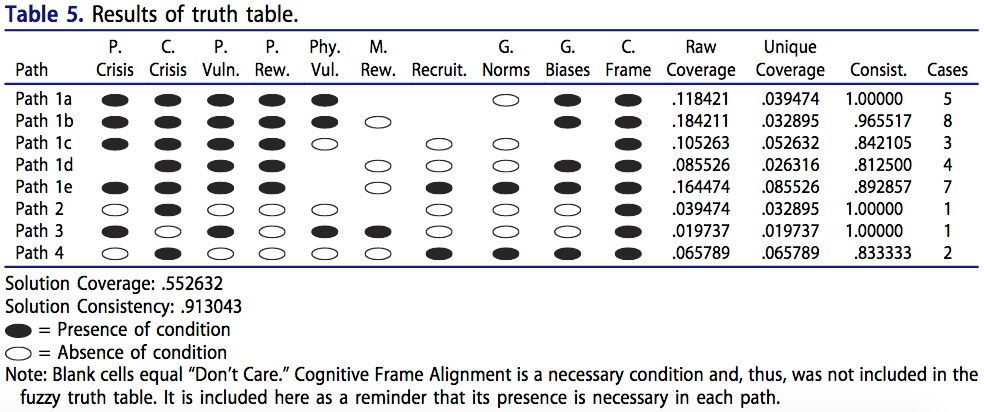 Table 5. Results of truth table.
P. C. P. P. Phy. M. G. G. C. Raw Unique
Path Crisis Crisis Vuln. Rew. Vul. Rew. Recruit. Norms Biases Frame Coverage Coverage Consist. Cases
Path 1a .118421 .039474 1.00000 5
Path 1b .184211 .032895 .965517 8
Path 1c .105263 .052632 .842105 3
Path 1d .085526 .026316 .812500 4
Path 1e .164474 .085526 .892857 7
Path 2 .039474 .032895 1.00000 1
Path 3 .019737 .019737 1.00000 1
Path 4 .065789 .065789 .833333 2
Solution Coverage: .552632
Solution Consistency: .913043
= Presence of condition
= Absence of condition
Note: Blank cells equal “Don’t Care.” Cognitive Frame Alignment is a necessary condition and, thus, was not included in the
fuzzy truth table. It is included here as a reminder that its presence is necessary in each path.